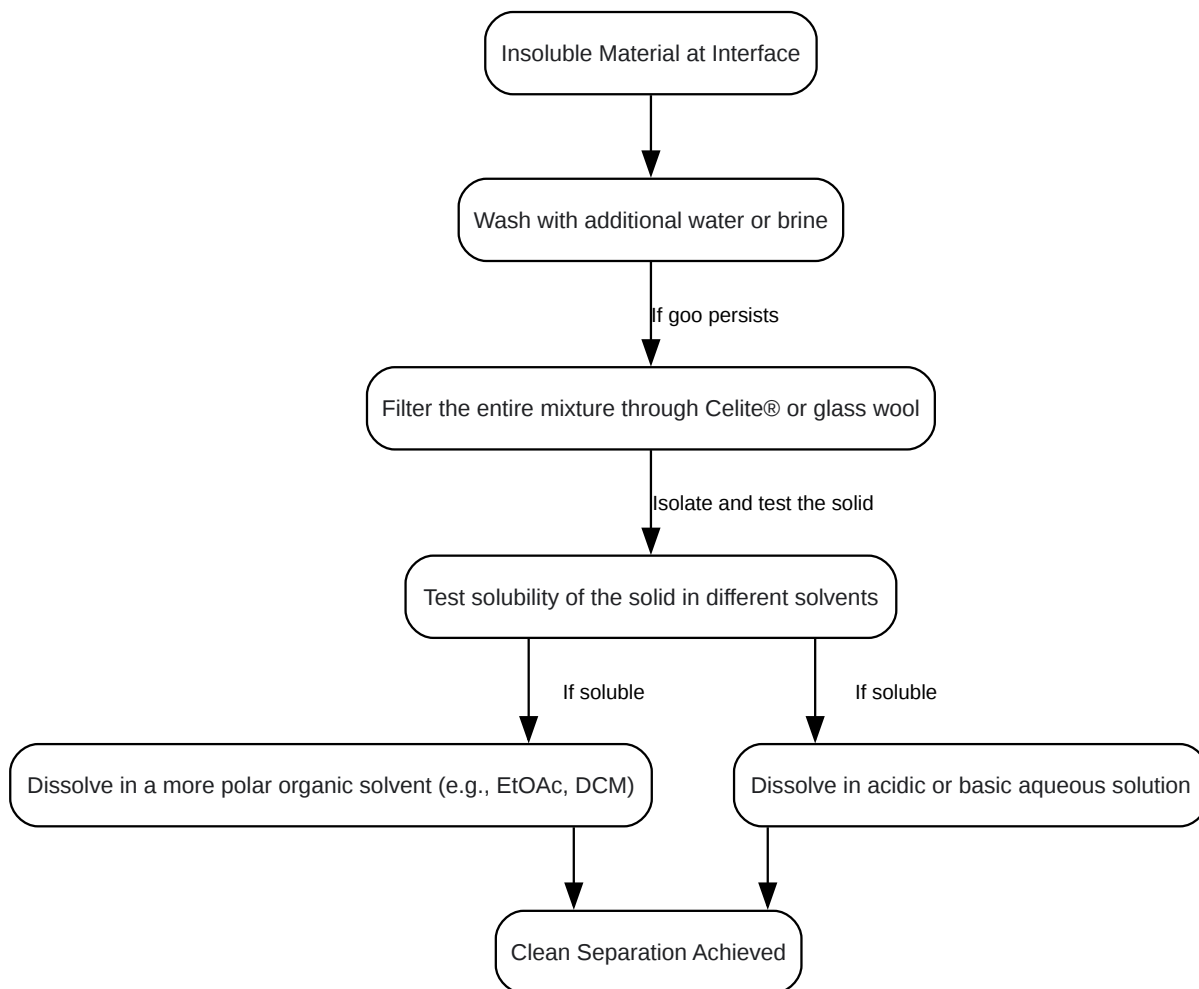 Insoluble Material at Interface
Wash with additional water or brine
If goo persists
Filter the entire mixture through Celite® or glass wool
Isolate and test the solid
Test solubility of the solid in different solvents
If soluble
If soluble
Dissolve in a more polar organic solvent (e.g., EtOAc, DCM)
Dissolve in acidic or basic aqueous solution
Clean Separation Achieved